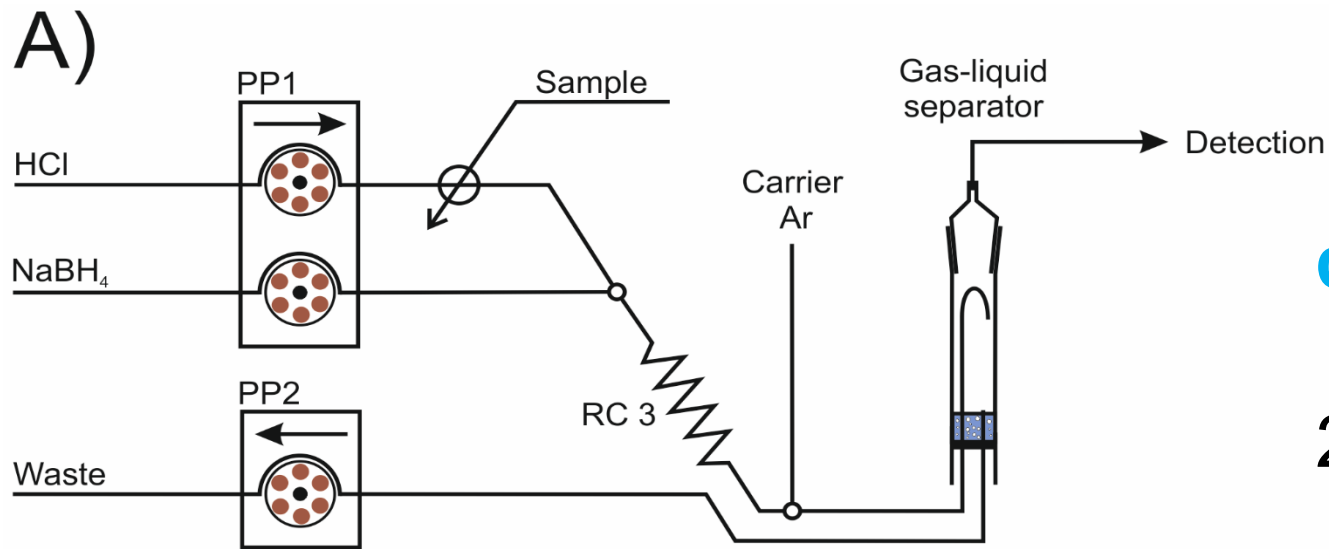 A)
PP1
Sample
Gas-liquid
separator
HCl
Detection
Carrier
Ar
NaBH₄
PP2
RC 3
Waste